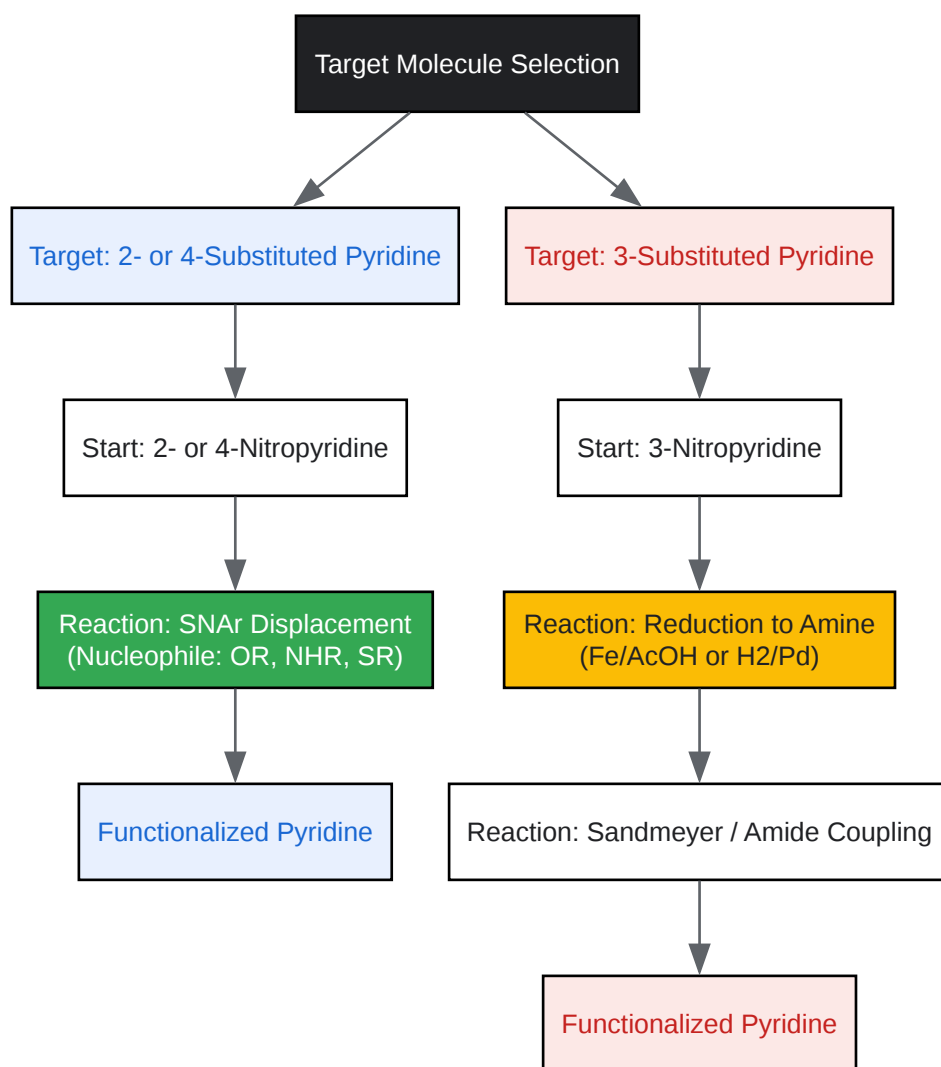 Target Molecule Selection
Target: 2- or 4-Substituted Pyridine
Target: 3-Substituted Pyridine
Start: 2- or 4-Nitropyridine
Start: 3-Nitropyridine
Reaction: SNAr Displacement
(Nucleophile: OR, NHR, SR)
Reaction: Reduction to Amine
(Fe/AcOH or H2/Pd)
Functionalized Pyridine
Reaction: Sandmeyer / Amide Coupling
Functionalized Pyridine